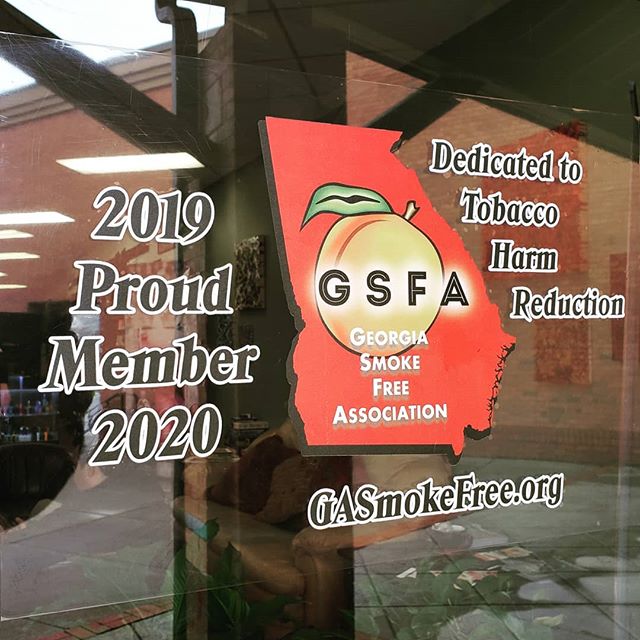 2019
Proud
Member
2020
GSFA
GEORGIA
SMOKE
FREE
ASSOCIATION
Dedicated to
Tobacco
Harm
Reduction
GASmokeFree.org